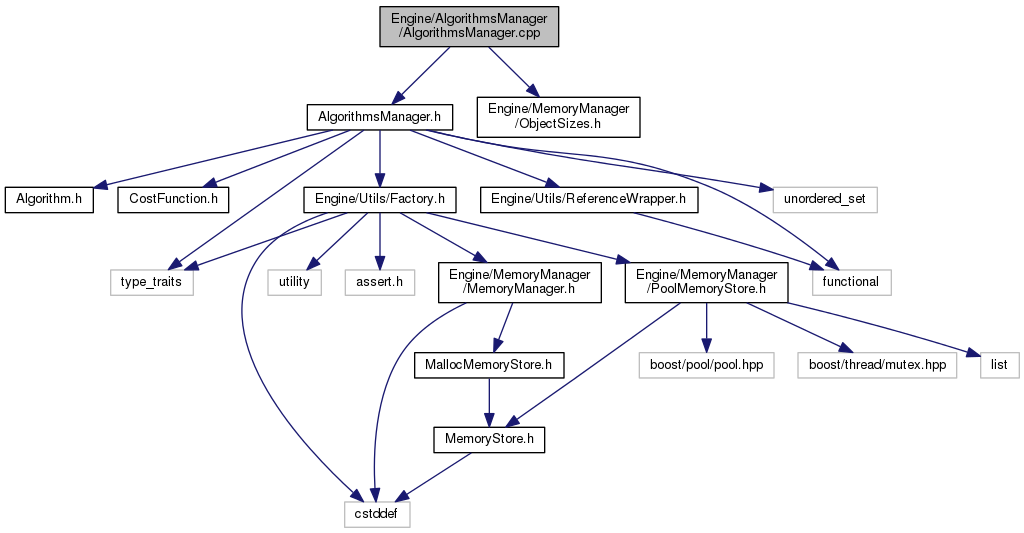 Engine/AlgorithmsManager
/AlgorithmsManager.cpp
AlgorithmsManager.h
Engine/MemoryManager
/ObjectSizes.h
Algorithm.h
CostFunction.h
Engine/Utils/Factory.h
Engine/Utils/ReferenceWrapper.h
unordered_set
type_traits
utility
assert.h
Engine/MemoryManager
/MemoryManager.h
Engine/MemoryManager
/PoolMemoryStore.h
functional
MallocMemoryStore.h
boost/pool/pool.hpp
boost/thread/mutex.hpp
list
MemoryStore.h
cstddef